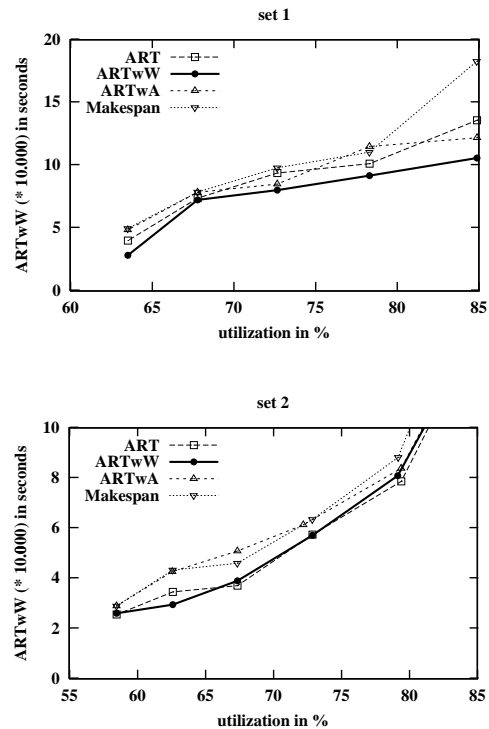 set 1
20
15
10
5
0
ARTwW (* 10.000) in seconds
ART
ARTwW
ARTwA
Makespan
60 65 70 75 80 85
utilization in %
set 2
10
8
6
4
2
0
ARTwW (* 10.000) in seconds
ART
ARTwW
ARTwA
Makespan
55 60 65 70 75 80 85
utilization in %